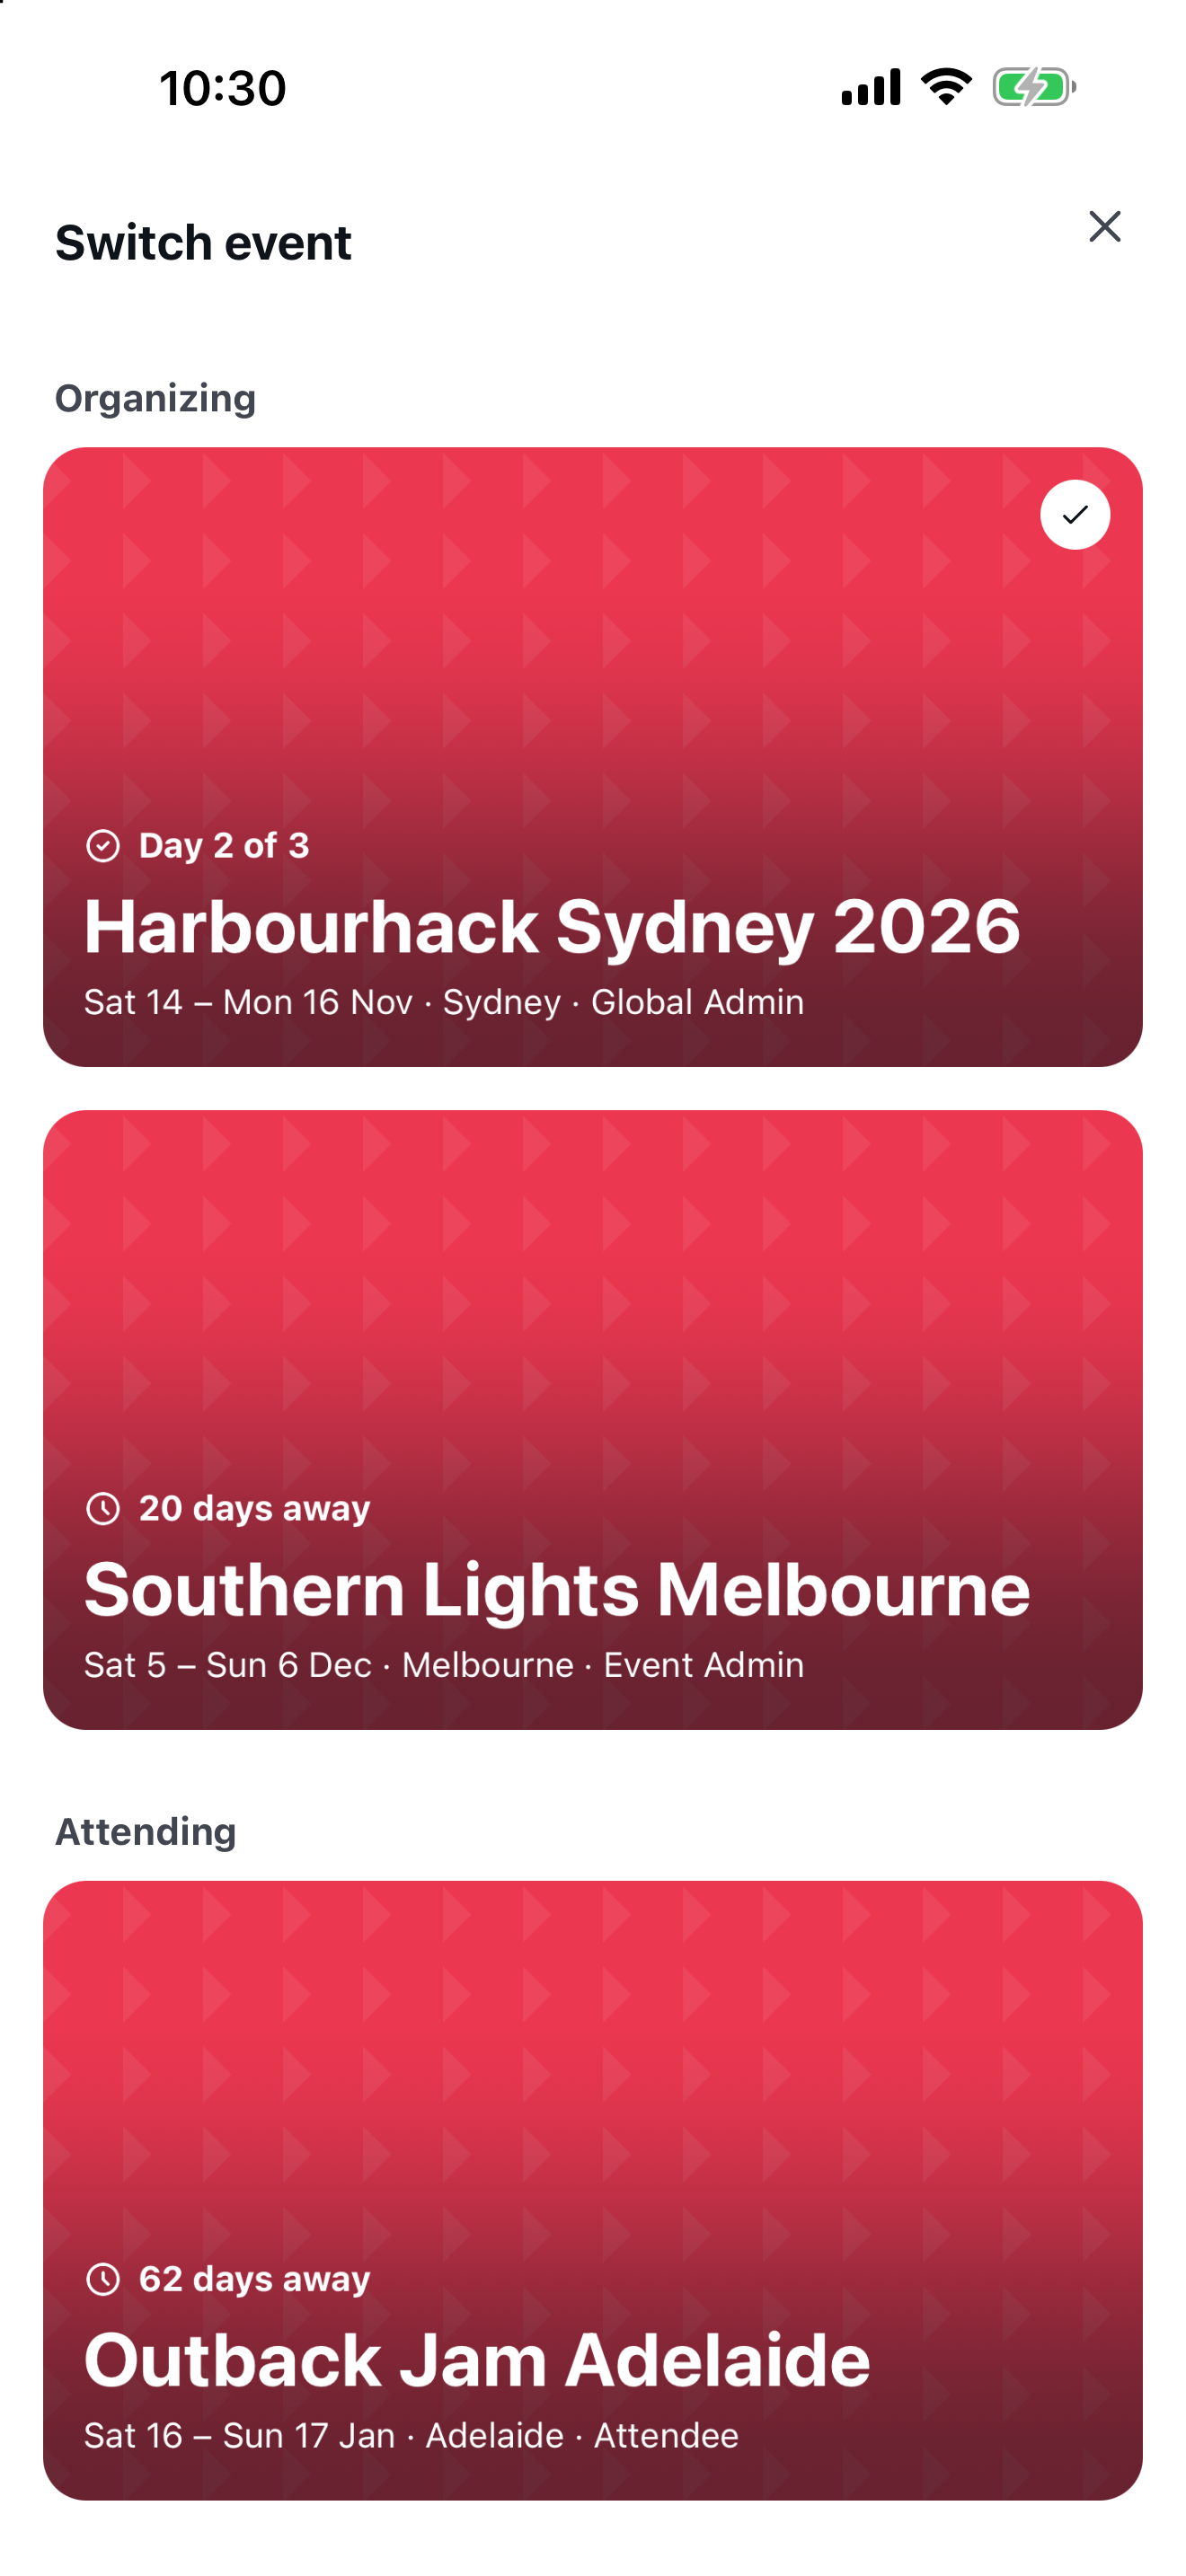 10:30
Switch event
Organizing
Day 2 of 3
Harbourhack Sydney 2026
Sat 14 – Mon 16 Nov · Sydney · Global Admin
20 days away
Southern Lights Melbourne
Sat 5 – Sun 6 Dec · Melbourne · Event Admin
Attending
62 days away
Outback Jam Adelaide
Sat 16 – Sun 17 Jan · Adelaide · Attendee